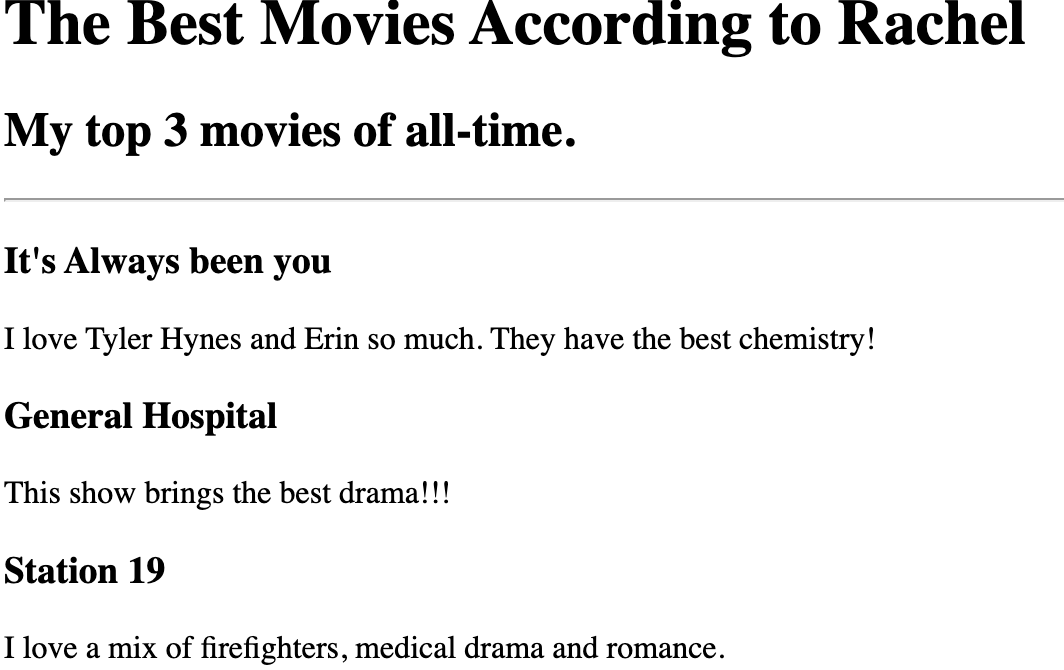 The Best Movies According to Rachel
My top 3 movies of all-time.
It's Always been you
I love Tyler Hynes and Erin so much. They have the best chemistry!
General Hospital
This show brings the best drama!!!
Station 19
I love a mix of firefighters, medical drama and romance.